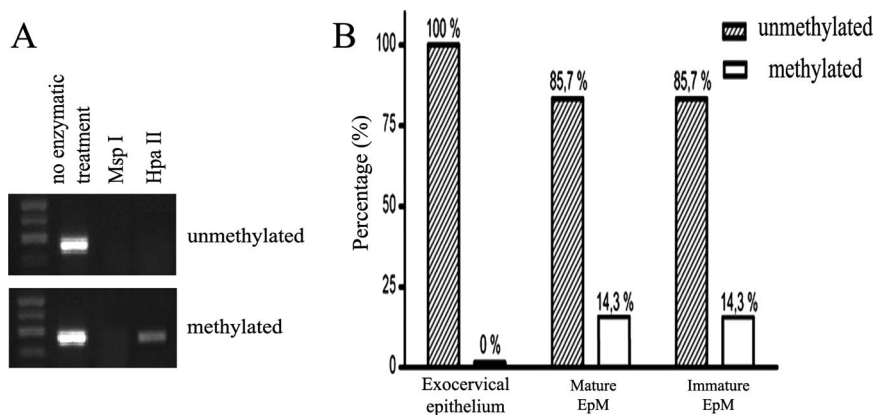 A
no enzymatic
treatment
Msp I
Hpa II
unmethylated
methylated
B
unmethylated
methylated
Percentage (%)
100
75
50
25
0
100 %
0 %
85,7 %
14,3 %
85,7 %
14,3 %
Exocervical
epithelium
Mature
EpM
Immature
EpM